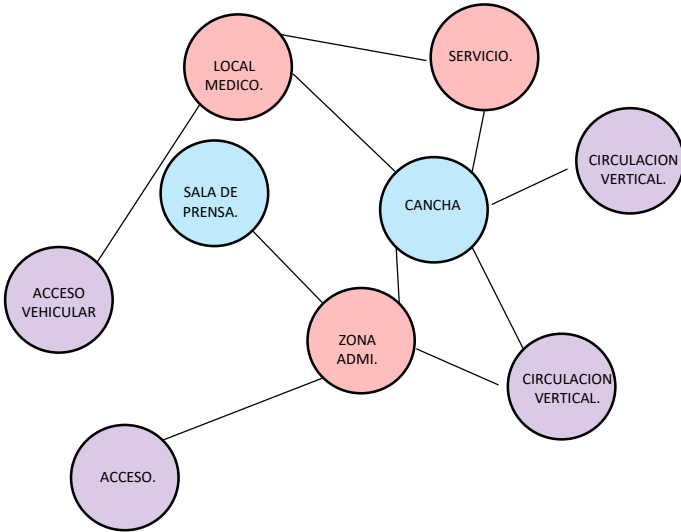 LOCAL
MEDICO.
SERVICIO.
CIRCULACION
VERTICAL.
SALA DE
PRENSA.
CANCHA
ACCESO
VEHICULAR
ZONA
ADMI.
CIRCULACION
VERTICAL.
ACCESO.